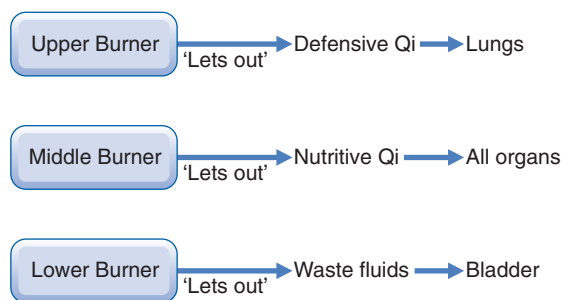 Upper Burner
'Lets out'
Defensive Qi
Lungs
Middle Burner
'Lets out'
Nutritive Qi
All organs
Lower Burner
'Lets out'
Waste fluids
Bladder